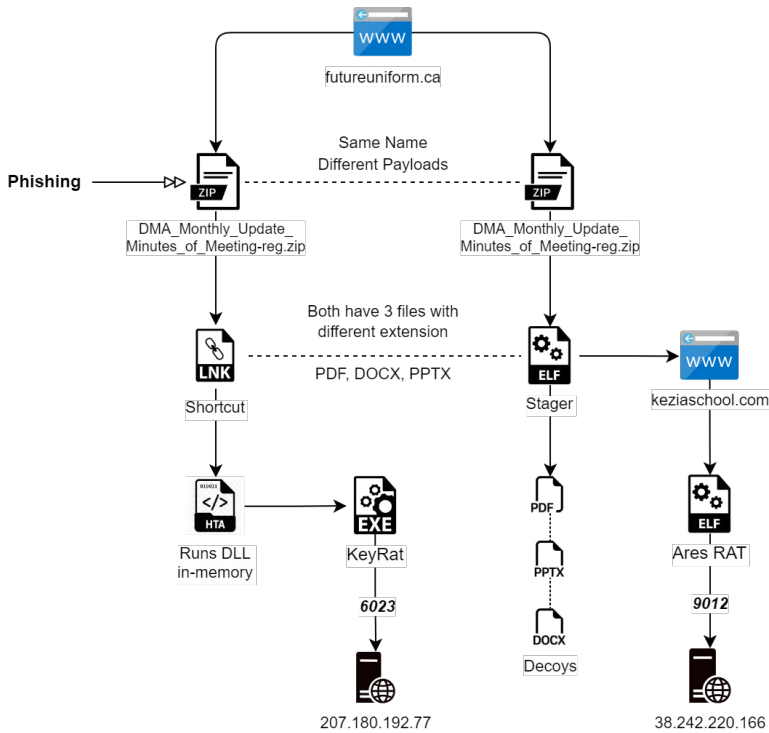 WWW
futureuniform.ca
Same Name
Different Payloads
Phishing
ZIP
ZIP
DMA_Monthly_Update_
Minutes_of_Meeting-reg.zip
DMA_Monthly_Update_
Minutes_of_Meeting-reg.zip
Both have 3 files with
different extension
LNK
ELF
WWW
PDF, DOCX, PPTX
Shortcut
Stager
keziaschool.com
010011
</>
HTA
EXE
PDF
ELF
Runs DLL
in-memory
KeyRat
PPTX
Ares RAT
6023
9012
DOCX
Decoys
207.180.192.77
38.242.220.166